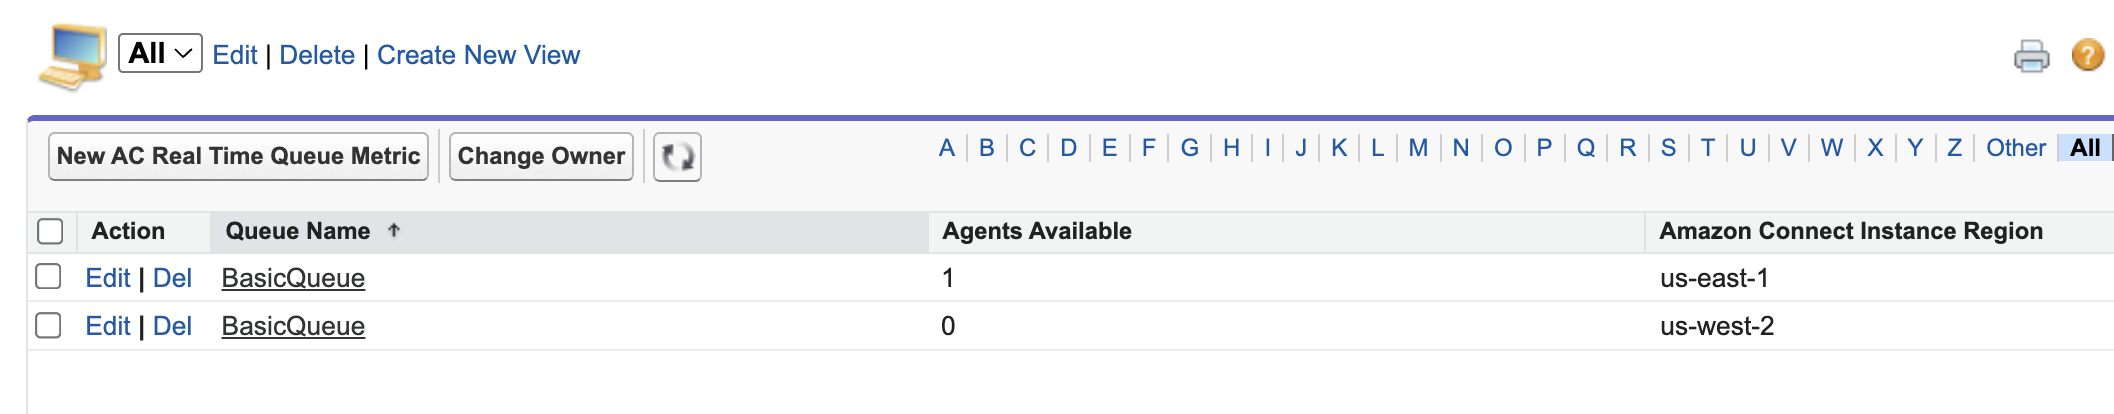 All Edit | Delete | Create New View
?
New AC Real Time Queue Metric Change Owner A B C D E F G H I J K L M N O P Q R S T U V W X Y Z Other All
Action Queue Name ↑ Agents Available Amazon Connect Instance Region
Edit | Del BasicQueue 1 us-east-1
Edit | Del BasicQueue 0 us-west-2